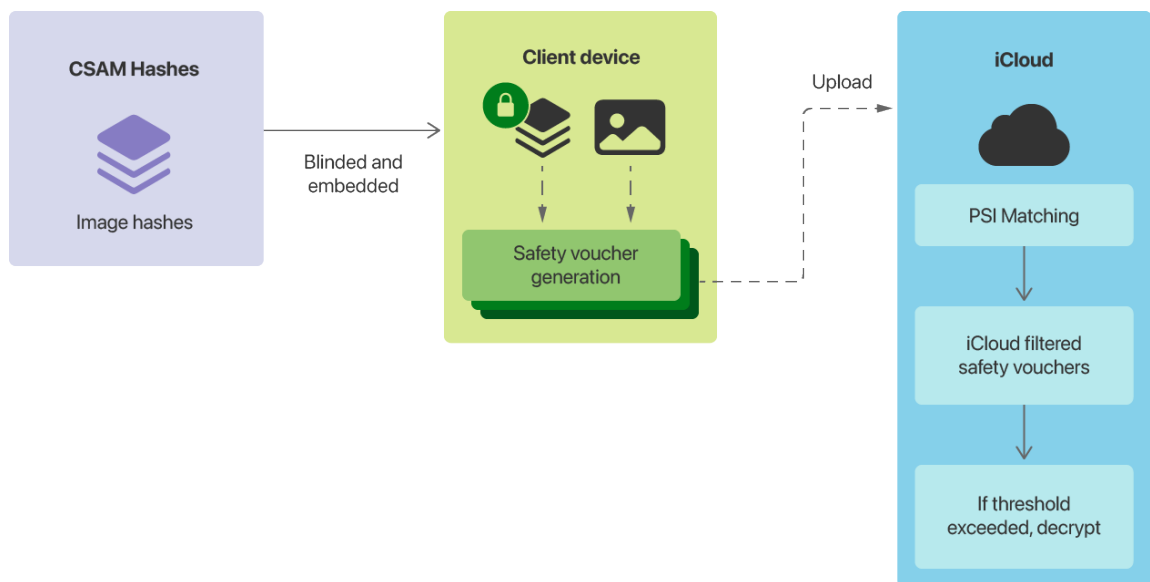 CSAM Hashes
Image hashes
Blinded and
embedded
Client device
Safety voucher
generation
Upload
iCloud
PSI Matching
iCloud filtered
safety vouchers
If threshold
exceeded, decrypt